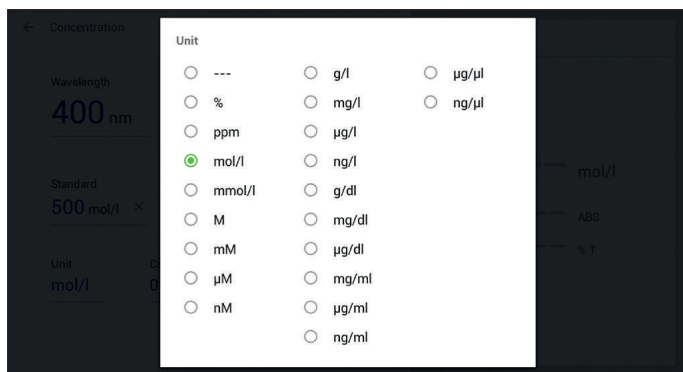 Concentration
Wavelength
400 nm
Standard
500 mol/l ×
Unit
mol/l
0
Unit
---
%
ppm
mol/l
mmol/l
M
mM
µM
nM
g/l
mg/l
µg/l
ng/l
g/dl
mg/dl
µg/dl
mg/ml
µg/ml
ng/ml
µg/µl
ng/µl
mol/l
ABS
% T